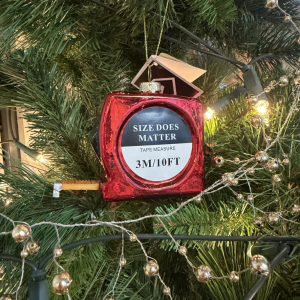 SIZE DOES
MATTER
TAPE MEASURE
3M/10FT